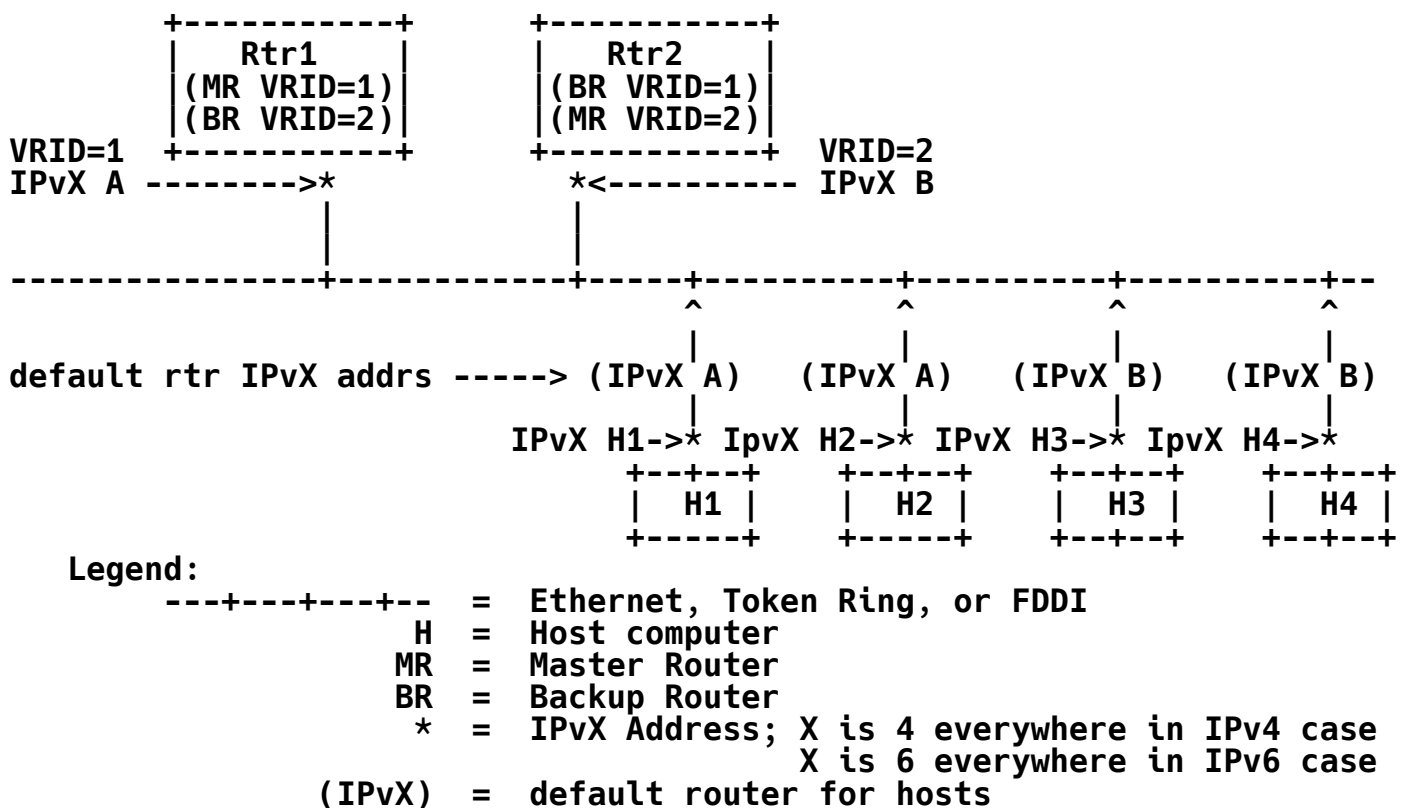 +-----------+ +-----------+
| Rtr1 | | Rtr2 |
|(MR VRID=1)| |(BR VRID=1)|
|(BR VRID=2)| |(MR VRID=2)|
VRID=1 +-----------+ +-----------+ VRID=2
IPvX A -------->* *<---------- IPvX B
| |
| |
----------------+------------+-----+----------+----------+----------+--
^ ^ ^ ^
| | | |
default rtr IPvX addrs -----> (IPvX A) (IPvX A) (IPvX B) (IPvX B)
| | | |
IPvX H1->* IpvX H2->* IPvX H3->* IpvX H4->*
+--+--+ +--+--+ +--+--+ +--+--+
| H1 | | H2 | | H3 | | H4 |
+-----+ +-----+ +--+--+ +--+--+
Legend:
---+---+---+-- = Ethernet, Token Ring, or FDDI
H = Host computer
MR = Master Router
BR = Backup Router
* = IPvX Address; X is 4 everywhere in IPv4 case
X is 6 everywhere in IPv6 case
(IPvX) = default router for hosts